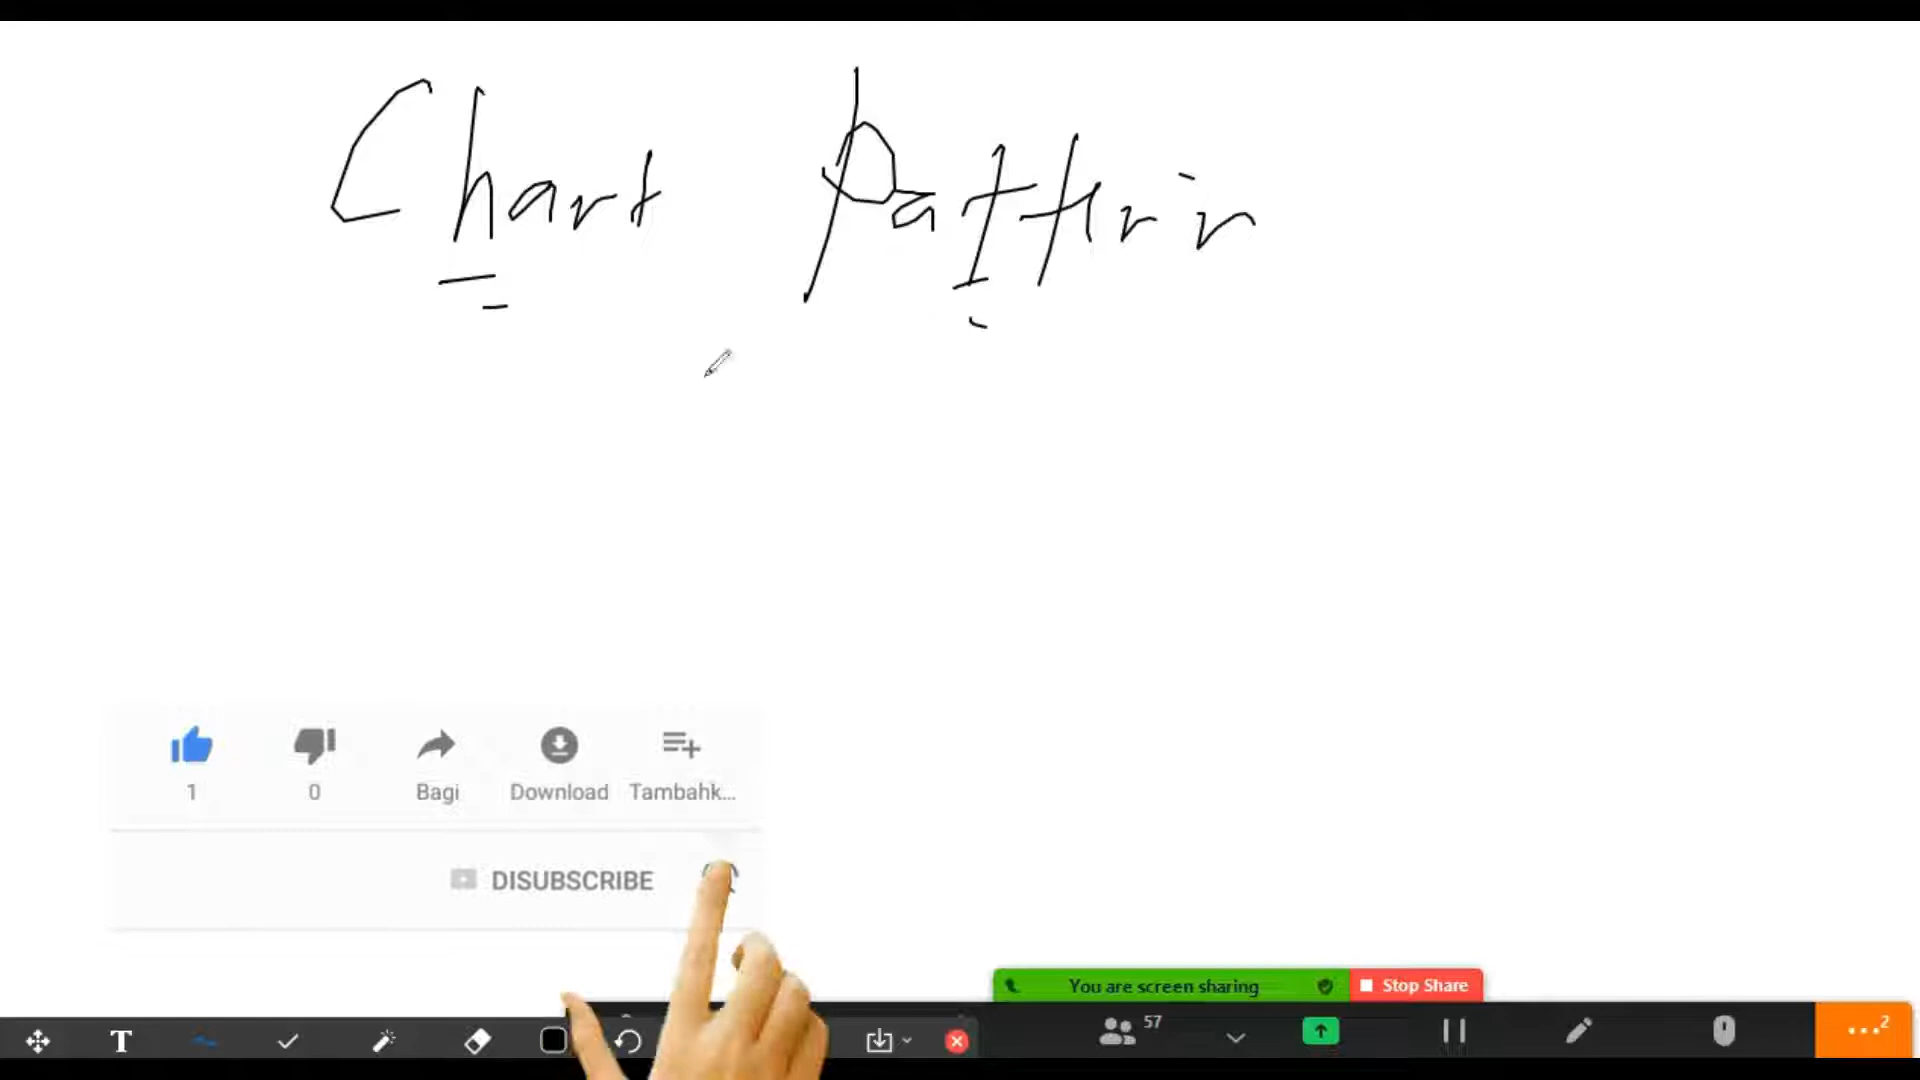 Chart Pattern
1 0 Bagi Download Tambahk...
DISUBSCRIBE
You are screen sharing Stop Share
T 57 2